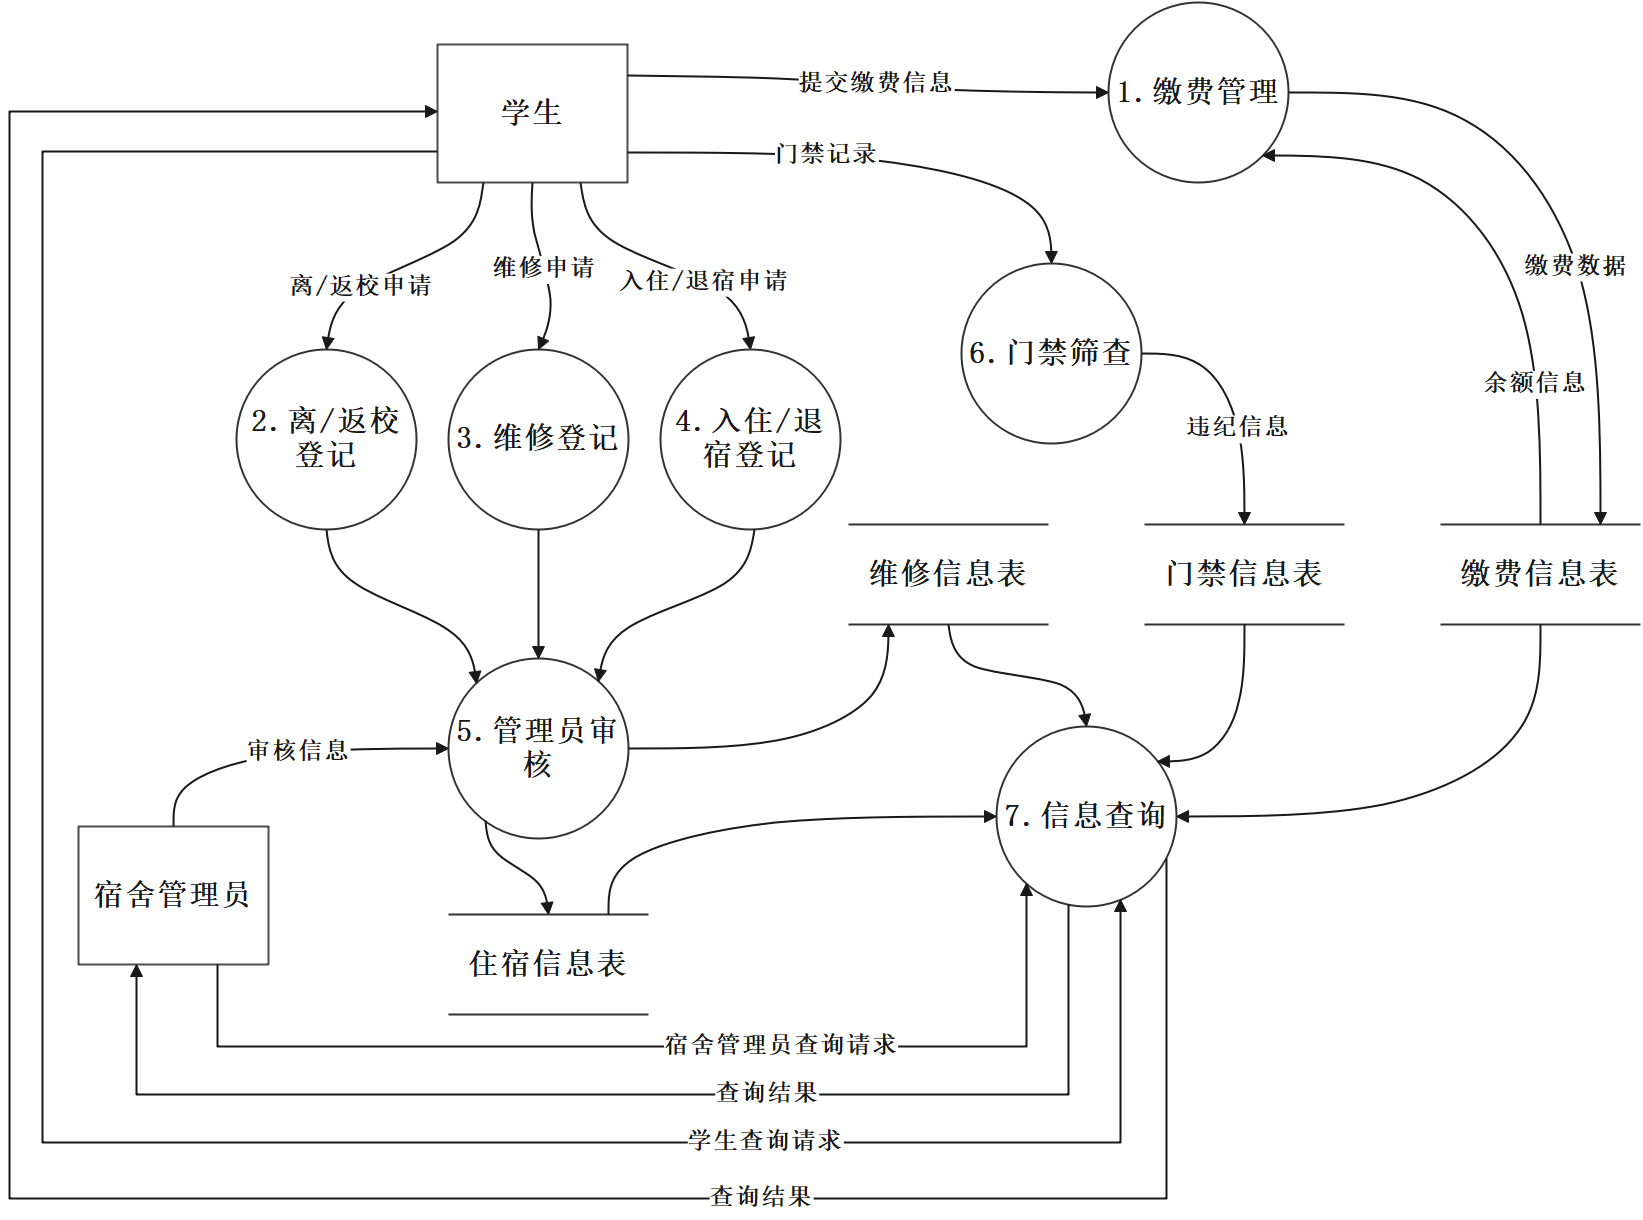 学生
提交缴费信息
1.缴费管理
门禁记录
离/返校申请
维修申请
入住/退宿申请
缴费数据
6.门禁筛查
余额信息
2.离/返校
登记
3.维修登记
4.入住/退
宿登记
违纪信息
维修信息表
门禁信息表
缴费信息表
审核信息
5.管理员审
核
7.信息查询
宿舍管理员
住宿信息表
宿舍管理员查询请求
查询结果
学生查询请求
查询结果